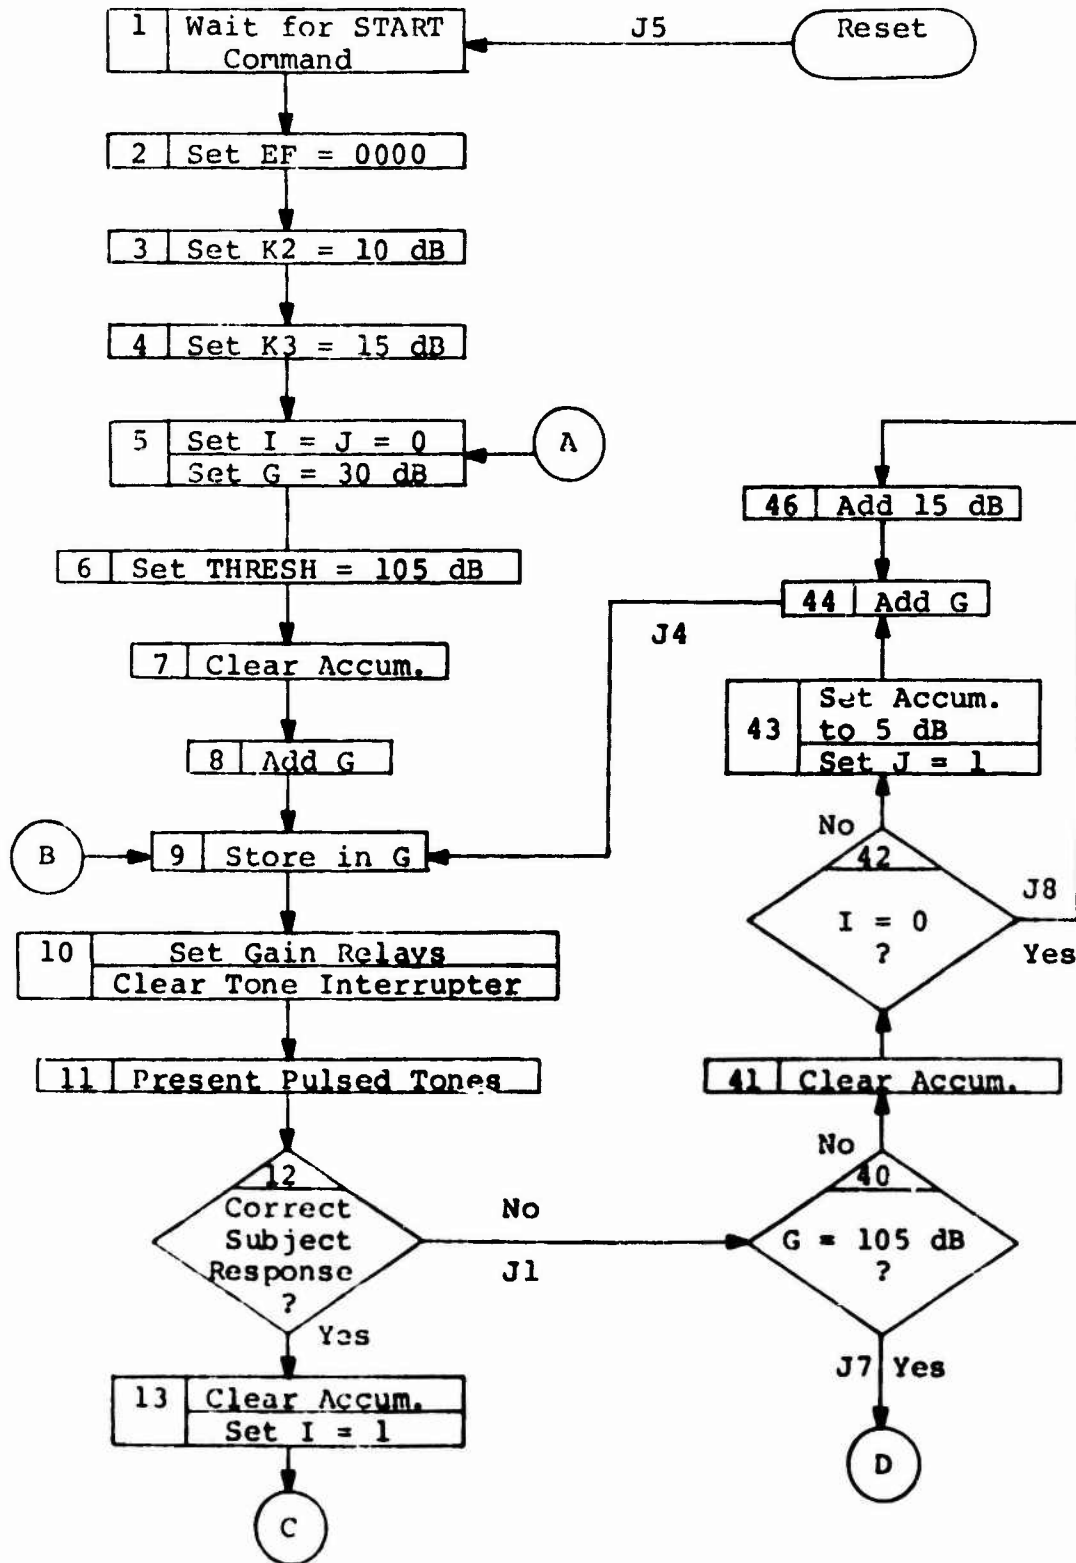 1 Wait for START
Command
J5
Reset
2 Set EF = 0000
3 Set K2 = 10 dB
4 Set K3 = 15 dB
5 Set I = J = 0
Set G = 30 dB
A
6 Set THRESH = 105 dB
7 Clear Accum.
8 Add G
B
9 Store in G
10 Set Gain Relays
Clear Tone Interrupter
11 Present Pulsed Tones
12
Correct
Subject
Response
?
No
J1
Yes
13 Clear Accum.
Set I = 1
C
46 Add 15 dB
44 Add G
J4
43 Set Accum.
to 5 dB
Set J = 1
No
42
I = 0
?
J8
Yes
41 Clear Accum.
No
40
G = 105 dB
?
J7 Yes
D